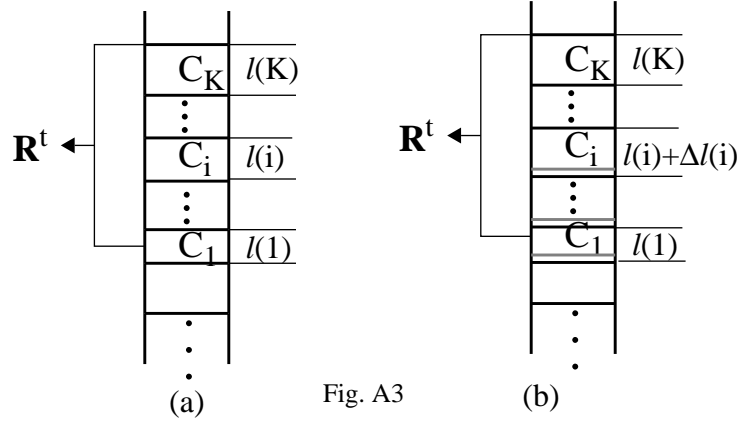 C_K l(K)
R^t C_i l(i)
C_1 l(1)
(a)
C_K l(K)
R^t C_i l(i)+Δl(i)
C_1 l(1)
(b)
Fig. A3